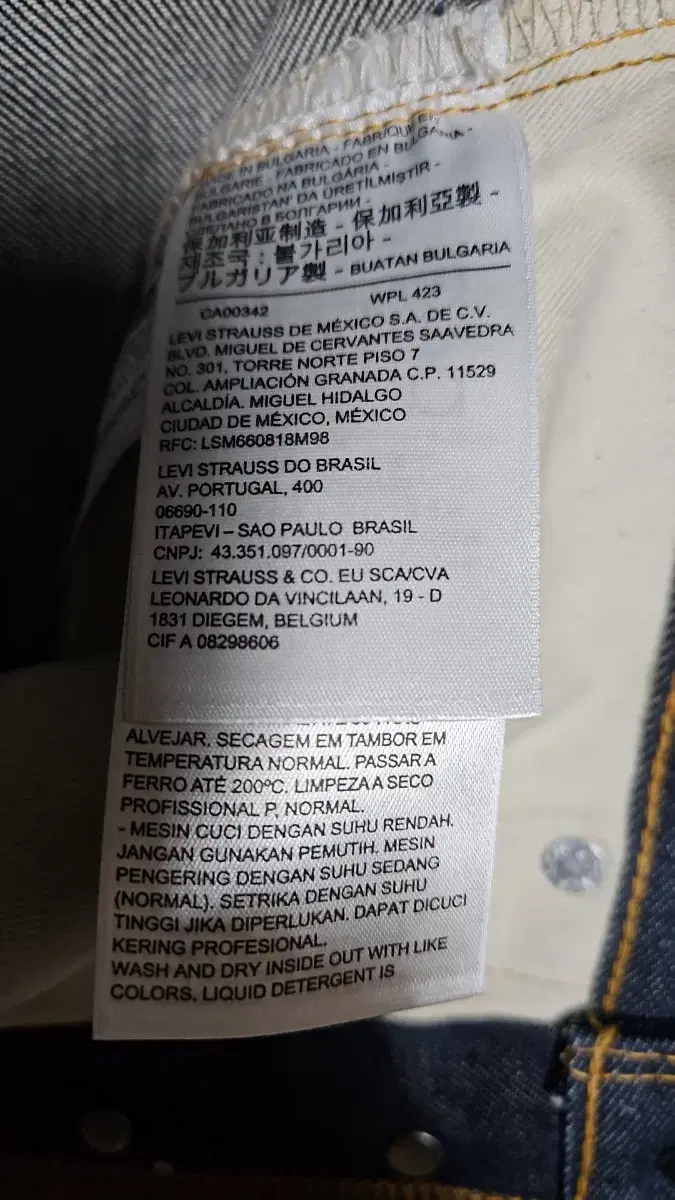 MADE IN BULGARIA - FABRIQUÉ EN
BULGARIE - FABRICADO EN BULGARIA -
FABRICADO NA BULGÁRIA -
BULGARISTAN' DA ÜRETİLMİŞTİR -
СДЕЛАНО В БОЛГАРИИ -
保加利亚制造 - 保加利亞製 -
제조국 : 불가리아 -
ブルガリア製 - BUATAN BULGARIA
CA00342 WPL 423
LEVI STRAUSS DE MÉXICO S.A. DE C.V.
BLVD. MIGUEL DE CERVANTES SAAVEDRA
NO. 301, TORRE NORTE PISO 7
COL. AMPLIACIÓN GRANADA C.P. 11529
ALCALDÍA. MIGUEL HIDALGO
CIUDAD DE MÉXICO, MÉXICO
RFC: LSM660818M98
LEVI STRAUSS DO BRASIL
AV. PORTUGAL, 400
06690-110
ITAPEVI – SAO PAULO BRASIL
CNPJ: 43.351.097/0001-90
LEVI STRAUSS & CO. EU SCA/CVA
LEONARDO DA VINCILAAN, 19 - D
1831 DIEGEM, BELGIUM
CIF A 08298606
ALVEJAR. SECAGEM EM TAMBOR EM
TEMPERATURA NORMAL. PASSAR A
FERRO ATÉ 200ºC. LIMPEZA A SECO
PROFISSIONAL P, NORMAL.
- MESIN CUCI DENGAN SUHU RENDAH.
JANGAN GUNAKAN PEMUTIH. MESIN
PENGERING DENGAN SUHU SEDANG
(NORMAL). SETRIKA DENGAN SUHU
TINGGI JIKA DIPERLUKAN. DAPAT DICUCI
KERING PROFESIONAL.
WASH AND DRY INSIDE OUT WITH LIKE
COLORS, LIQUID DETERGENT IS